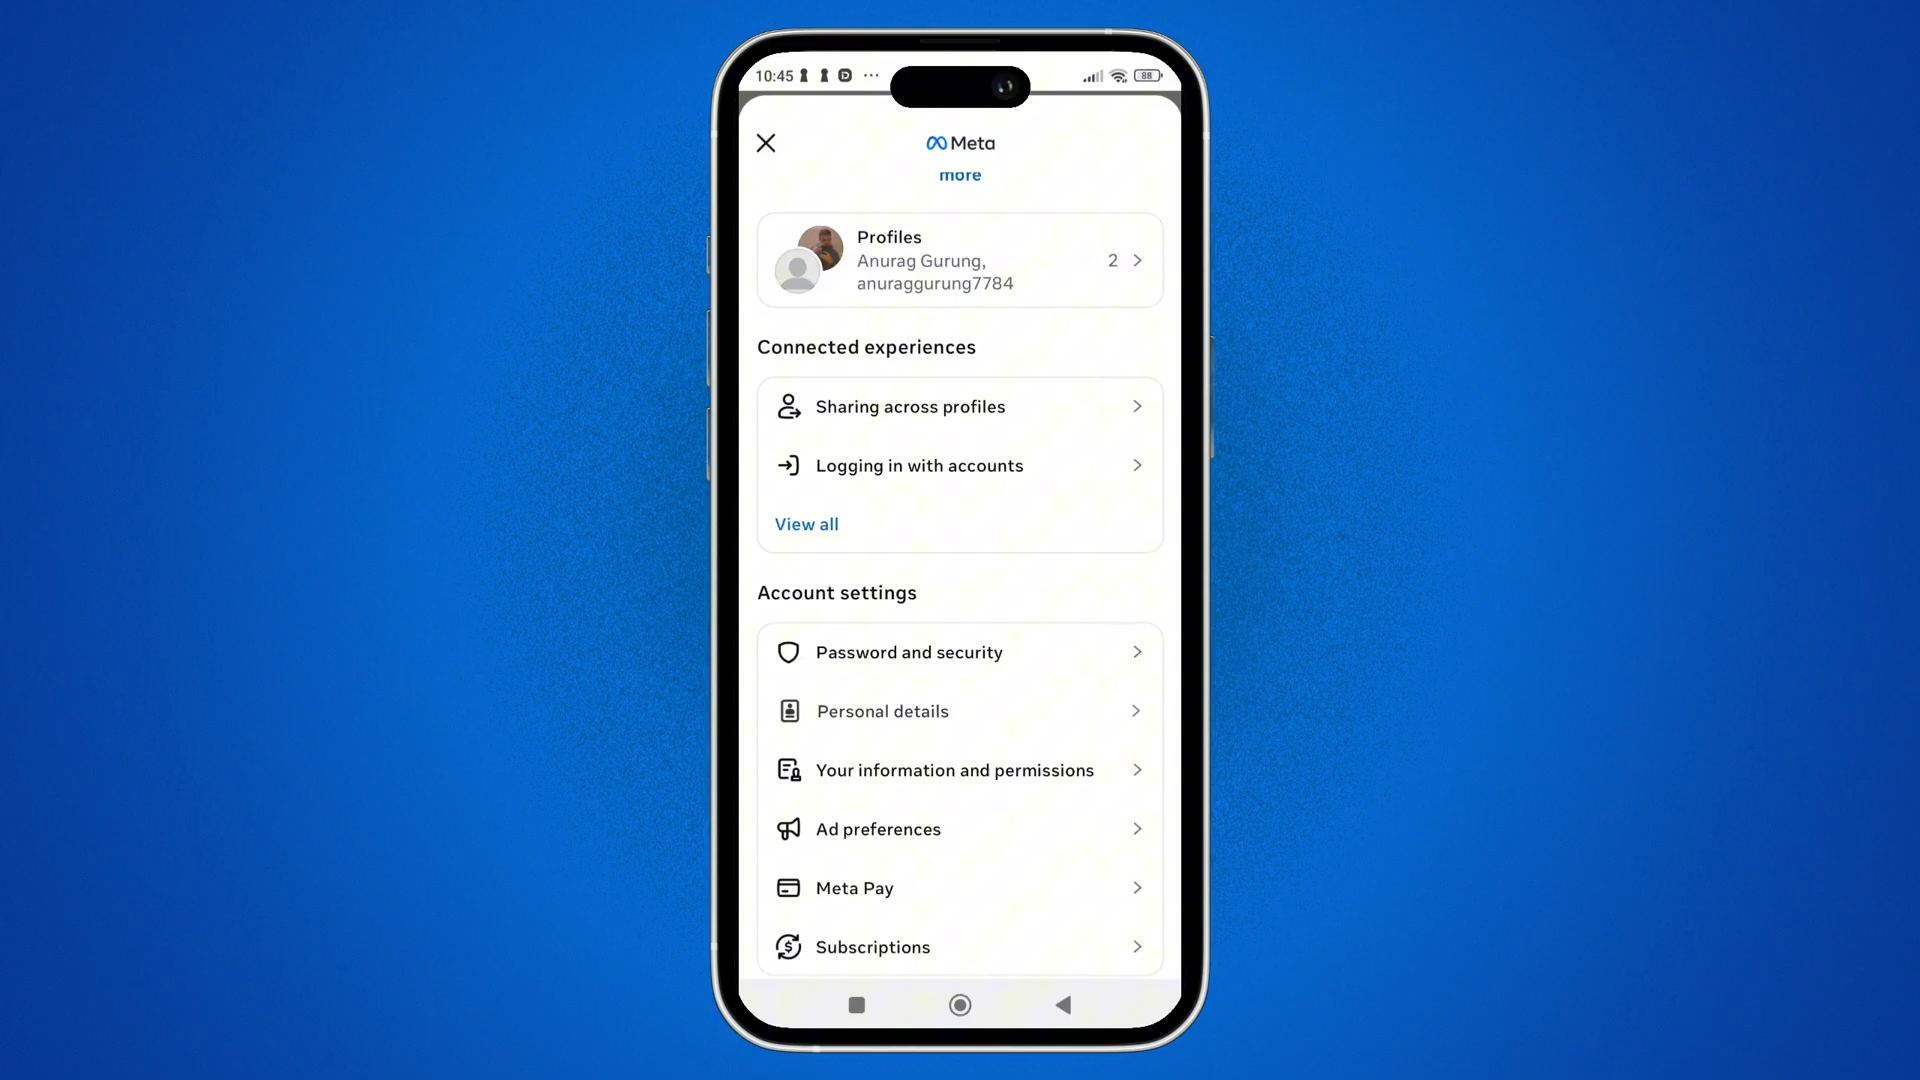 10:45
88
Meta
more
Profiles
Anurag Gurung,
anuraggurung7784
2
Connected experiences
Sharing across profiles
Logging in with accounts
View all
Account settings
Password and security
Personal details
Your information and permissions
Ad preferences
Meta Pay
Subscriptions